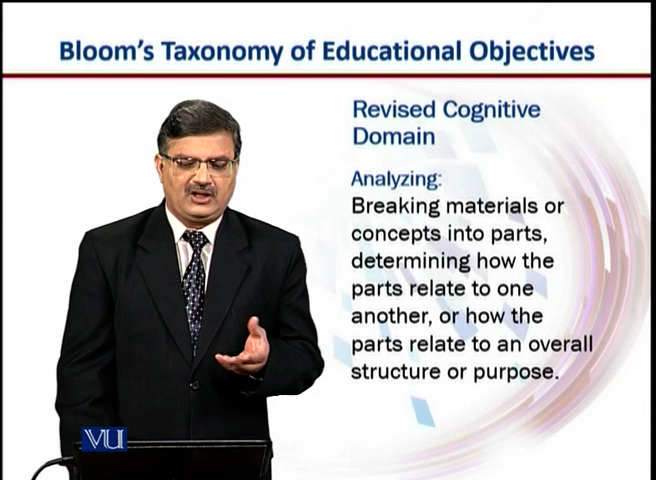 Bloom's Taxonomy of Educational Objectives
Revised Cognitive
Domain
Analyzing:
Breaking materials or
concepts into parts,
determining how the
parts relate to one
another, or how the
parts relate to an overall
structure or purpose.
VU